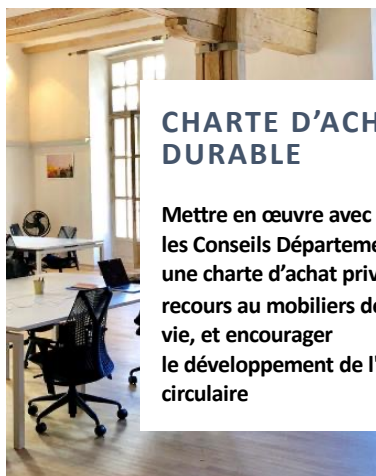 CHARTE D'ACH
DURABLE
Mettre en œuvre avec
les Conseils Départeme
une charte d'achat priv
recours au mobiliers de
vie, et encourager
le développement de l'
circulaire